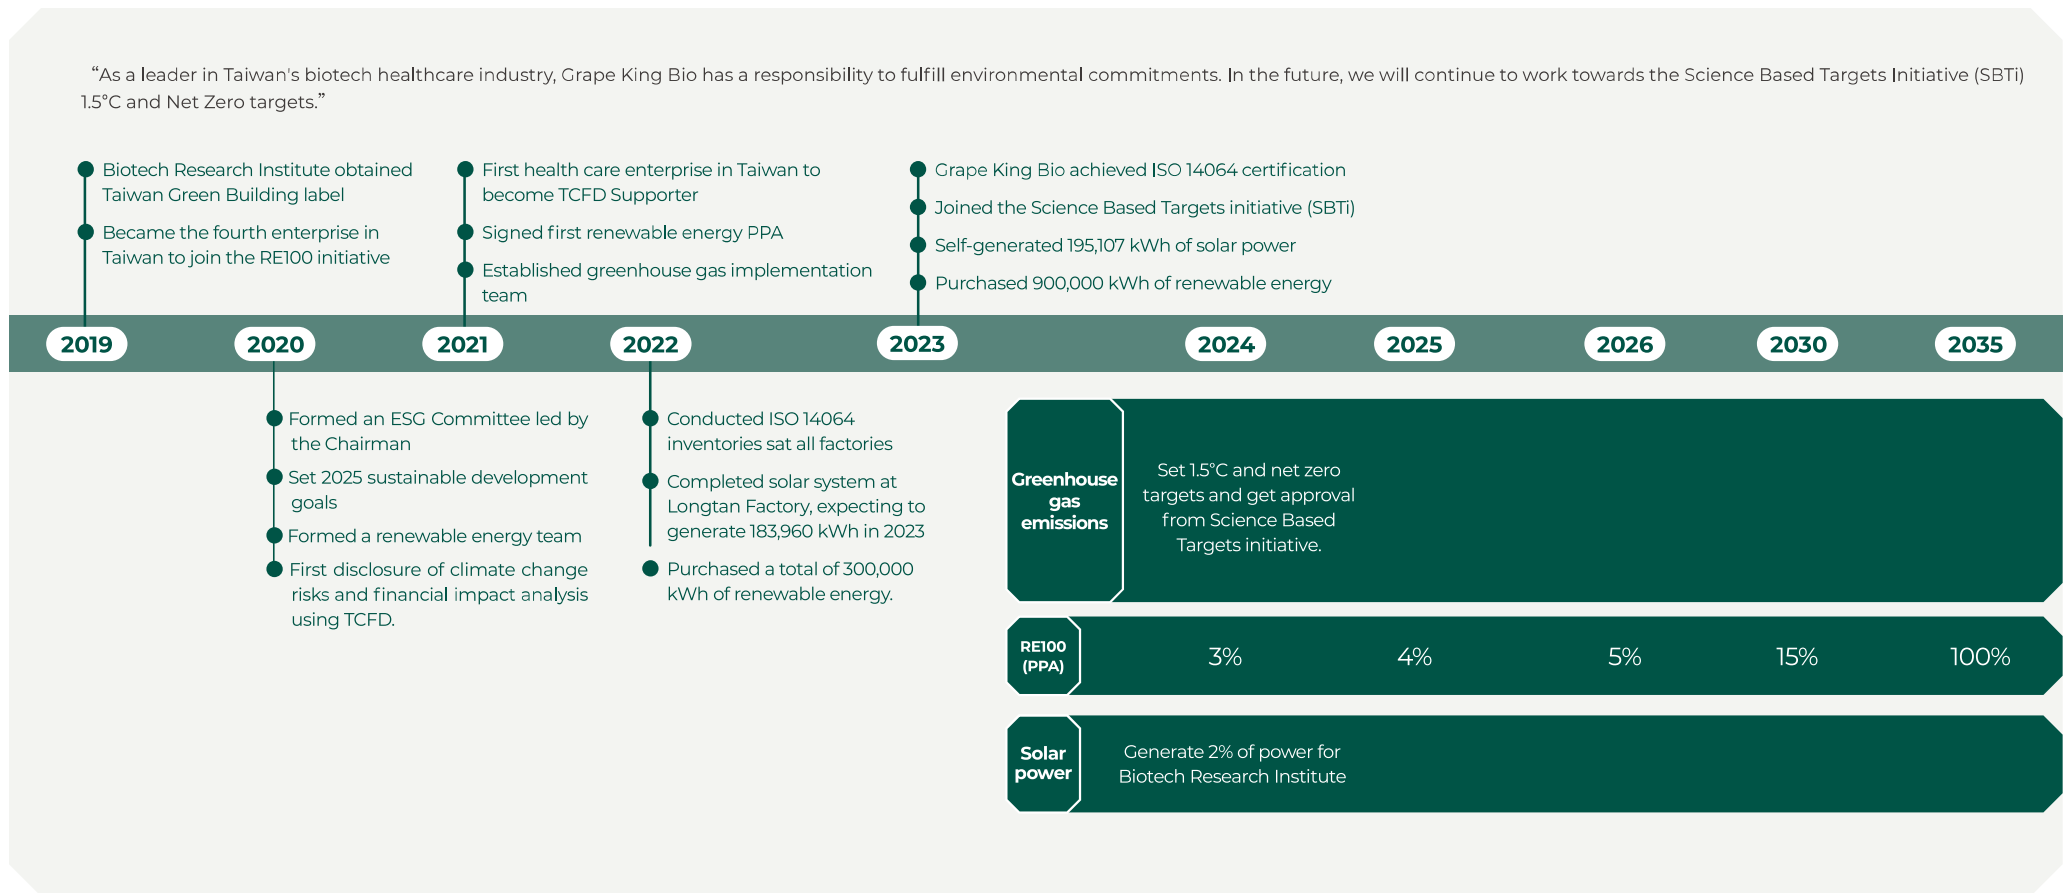 “As a leader in Taiwan's biotech healthcare industry, Grape King Bio has a responsibility to fulfill environmental commitments. In the future, we will continue to work towards the Science Based Targets Initiative (SBTi)
1.5°C and Net Zero targets.”
Biotech Research Institute obtained
Taiwan Green Building label
Became the fourth enterprise in
Taiwan to join the RE100 initiative
First health care enterprise in Taiwan to
become TCFD Supporter
Signed first renewable energy PPA
Established greenhouse gas implementation
team
Grape King Bio achieved ISO 14064 certification
Joined the Science Based Targets initiative (SBTi)
Self-generated 195,107 kWh of solar power
Purchased 900,000 kWh of renewable energy
2019
2020
2021
2022
2023
2024
2025
2026
2030
2035
Formed an ESG Committee led by
the Chairman
Set 2025 sustainable development
goals
Formed a renewable energy team
First disclosure of climate change
risks and financial impact analysis
using TCFD.
Conducted ISO 14064
inventories sat all factories
Completed solar system at
Longtan Factory, expecting to
generate 183,960 kWh in 2023
Purchased a total of 300,000
kWh of renewable energy.
Greenhouse
gas
emissions
Set 1.5°C and net zero
targets and get approval
from Science Based
Targets initiative.
RE100
(PPA)
3%
4%
5%
15%
100%
Solar
power
Generate 2% of power for
Biotech Research Institute